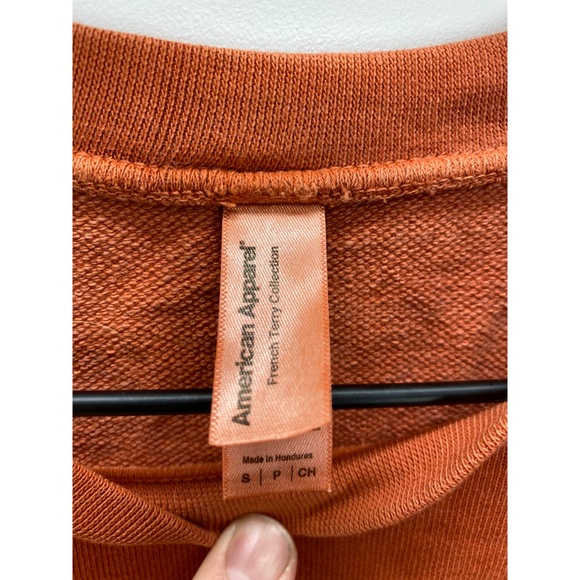 American Apparel®
French Terry Collection
Made in Honduras
S | P | CH